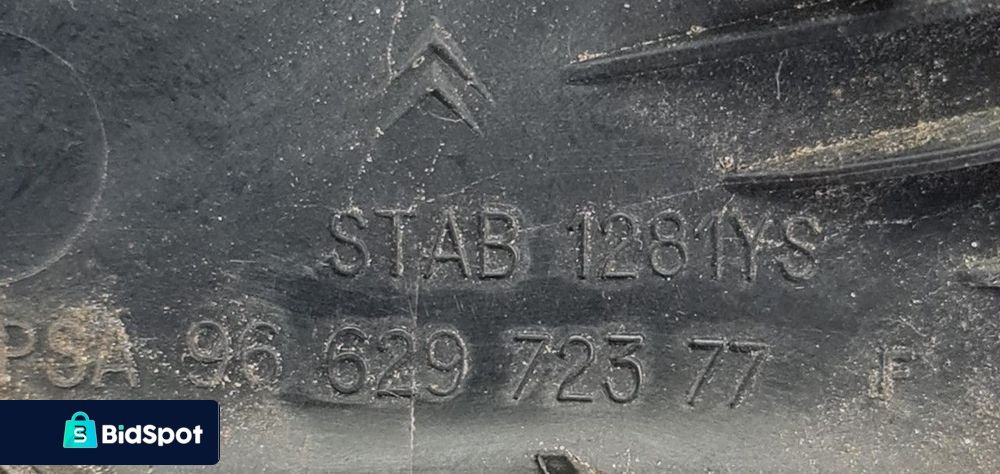 STAB 1281YS
PSA 96 629 723 77 F
BidSpot